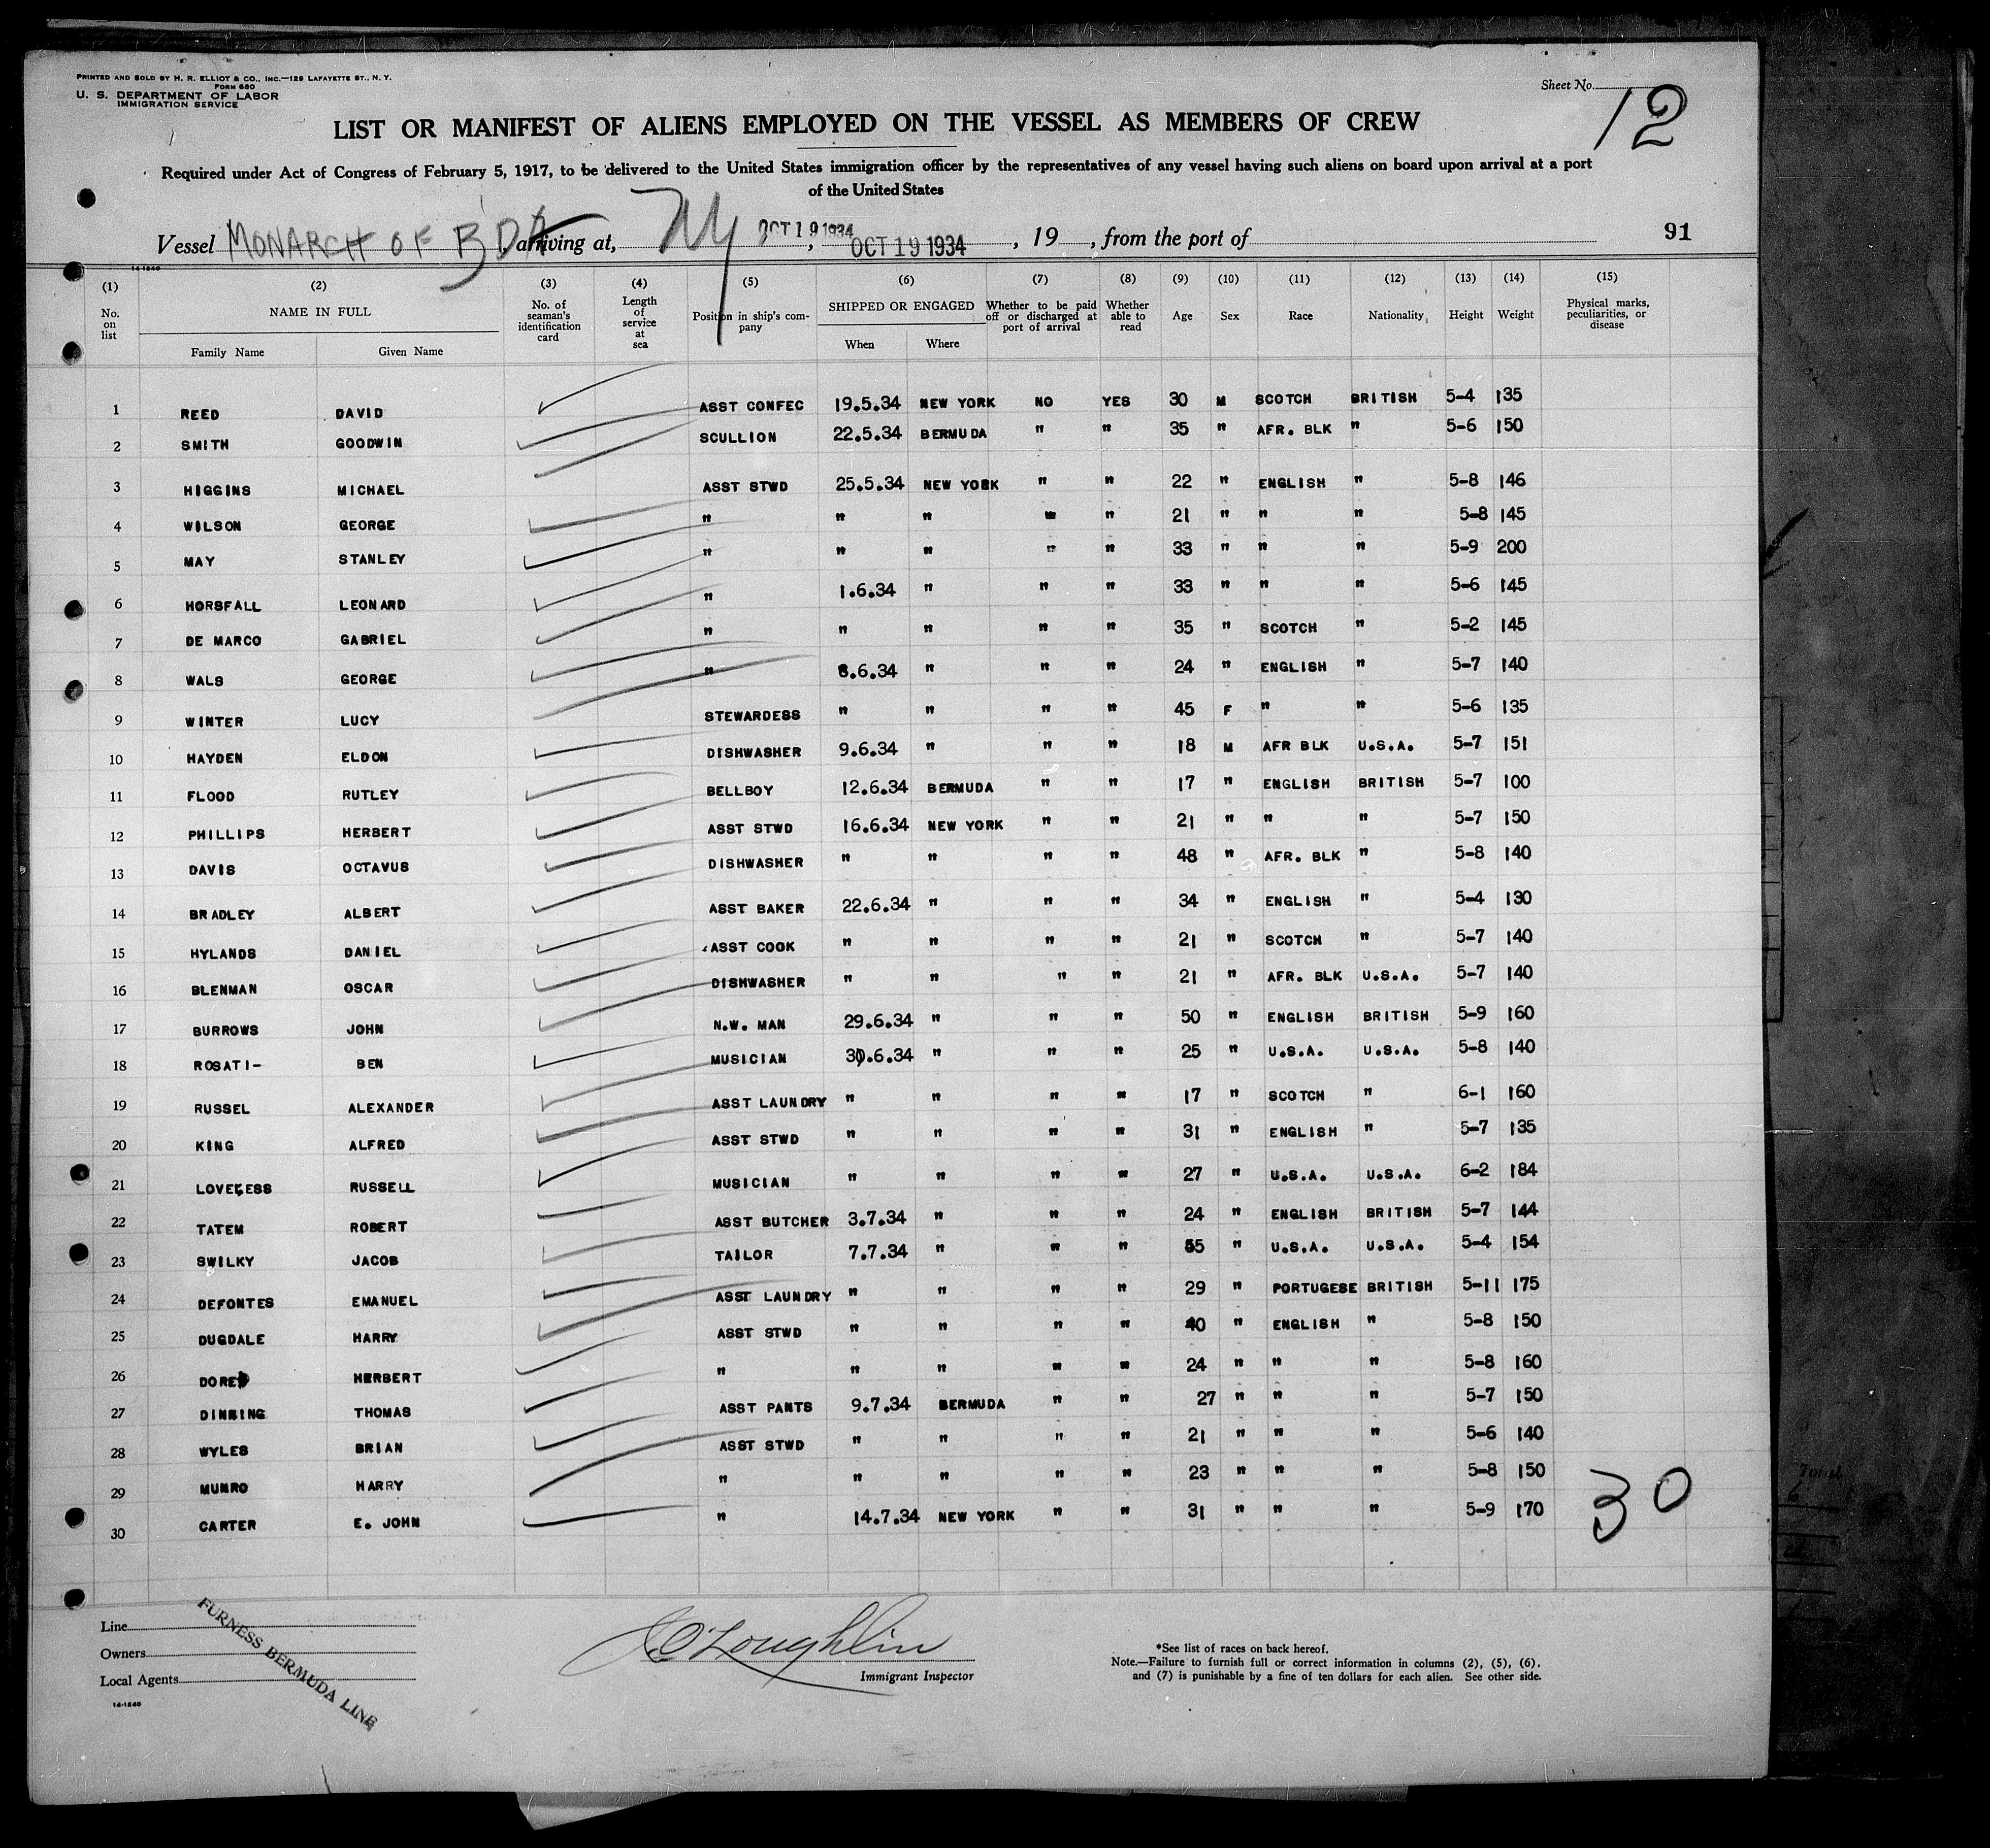 PRINTED AND SOLD BY H. R. ELLIOT & CO., INC.—129 LAFAYETTE ST., N. Y.
FORM 680
U. S. DEPARTMENT OF LABOR
IMMIGRATION SERVICE
Sheet No. 12
LIST OR MANIFEST OF ALIENS EMPLOYED ON THE VESSEL AS MEMBERS OF CREW
Required under Act of Congress of February 5, 1917, to be delivered to the United States immigration officer by the representatives of any vessel having such aliens on board upon arrival at a port
of the United States
Vessel MONARCH OF BDA, arriving at, NY OCT 19 1934, OCT 19 1934, 19 , from the port of 91
14-1240
(1) (2) (3) (4) (5) (6) (7) (8) (9) (10) (11) (12) (13) (14) (15)
No. on list NAME IN FULL Family Name Given Name No. of seaman's identification card Length of service at sea Position in ship's company SHIPPED OR ENGAGED When Where Whether to be paid off or discharged at port of arrival Whether able to read Age Sex Race Nationality Height Weight Physical marks, peculiarities, or disease
1 REED DAVID ASST CONFEC 19.5.34 NEW YORK NO YES 30 M SCOTCH BRITISH 5-4 135
2 SMITH GOODWIN SCULLION 22.5.34 BERMUDA " " 35 " AFR. BLK " 5-6 150
3 HIGGINS MICHAEL ASST STWD 25.5.34 NEW YORK " " 22 " ENGLISH " 5-8 146
4 WILSON GEORGE " " " " " 21 " " " 5-8 145
5 MAY STANLEY " " " " " 33 " " " 5-9 200
6 HORSFALL LEONARD " 1.6.34 " " " 33 " " " 5-6 145
7 DE MARCO GABRIEL " " " " " 35 " SCOTCH " 5-2 145
8 WALS GEORGE " 8.6.34 " " " 24 " ENGLISH " 5-7 140
9 WINTER LUCY STEWARDESS " " " " 45 F " " 5-6 135
10 HAYDEN ELDON DISHWASHER 9.6.34 " " " 18 M AFR BLK U.S.A. 5-7 151
11 FLOOD RUTLEY BELLBOY 12.6.34 BERMUDA " " 17 " ENGLISH BRITISH 5-7 100
12 PHILLIPS HERBERT ASST STWD 16.6.34 NEW YORK " " 21 " " " 5-7 150
13 DAVIS OCTAVUS DISHWASHER " " " " 48 " AFR. BLK " 5-8 140
14 BRADLEY ALBERT ASST BAKER 22.6.34 " " " 34 " ENGLISH " 5-4 130
15 HYLANDS DANIEL ASST COOK " " " " 21 " SCOTCH " 5-7 140
16 BLENMAN OSCAR DISHWASHER " " " " 21 " AFR. BLK U.S.A. 5-7 140
17 BURROWS JOHN N.W. MAN 29.6.34 " " " 50 " ENGLISH BRITISH 5-9 160
18 ROSATI- BEN MUSICIAN 30.6.34 " " " 25 " U.S.A. U.S.A. 5-8 140
19 RUSSEL ALEXANDER ASST LAUNDRY " " " " 17 " SCOTCH " 6-1 160
20 KING ALFRED ASST STWD " " " " 31 " ENGLISH " 5-7 135
21 LOVELESS RUSSELL MUSICIAN " " " " 27 " U.S.A. U.S.A. 6-2 184
22 TATEM ROBERT ASST BUTCHER 3.7.34 " " " 24 " ENGLISH BRITISH 5-7 144
23 SWILKY JACOB TAILOR 7.7.34 " " " " U.S.A. U.S.A. 5-4 154
24 DEFONTES EMANUEL ASST LAUNDRY " " " " 29 " PORTUGESE BRITISH 5-11 175
25 DUGDALE HARRY ASST STWD " " " " 40 " ENGLISH " 5-8 150
26 DORE HERBERT " " " " " 24 " " " 5-8 160
27 DINNING THOMAS ASST PANTS 9.7.34 BERMUDA " " 27 " " " 5-7 150
28 WYLES BRIAN ASST STWD " " " " 21 " " " 5-6 140
29 MUNRO HARRY " " " " " 23 " " " 5-8 150
30 CARTER E. JOHN " 14.7.34 NEW YORK " " 31 " " " 5-9 170
30
Line
Owners
Local Agents
FURNESS BERMUDA LINE
14-1240
O'Loughlin
Immigrant Inspector
*See list of races on back hereof.
Note.—Failure to furnish full or correct information in columns (2), (5), (6),
and (7) is punishable by a fine of ten dollars for each alien. See other side.
Total